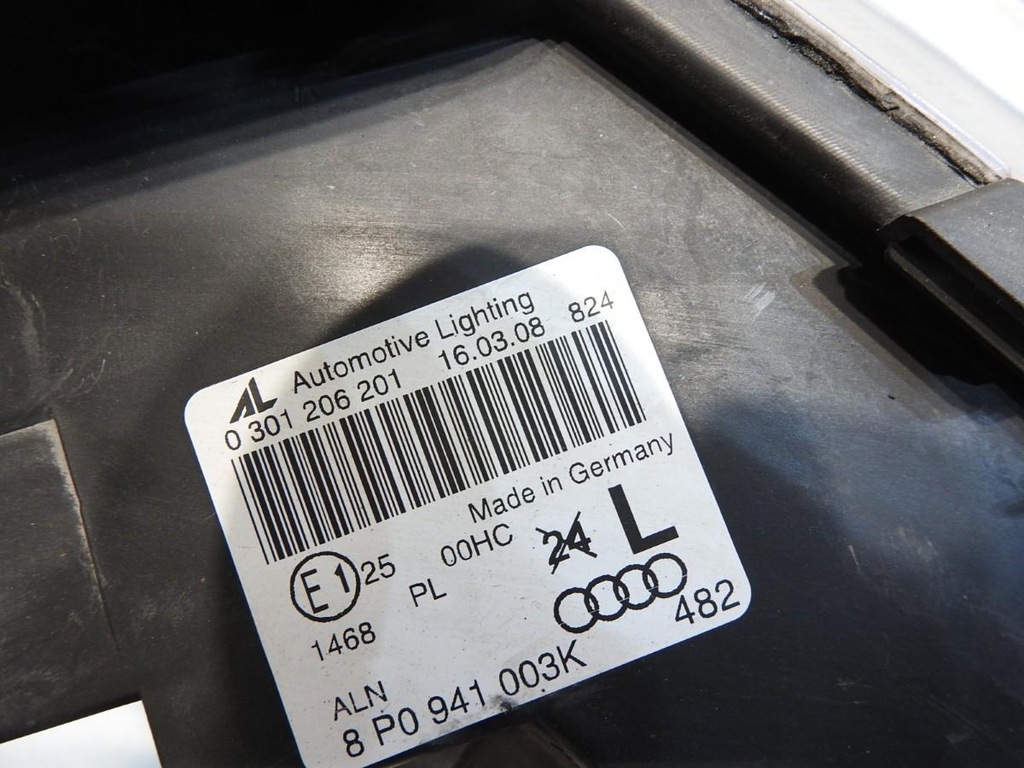 AL Automotive Lighting
0 301 206 201 16.03.08 824
Made in Germany
E1 25 PL 00HC 24 L
1468
482
ALN
8 P0 941 003K